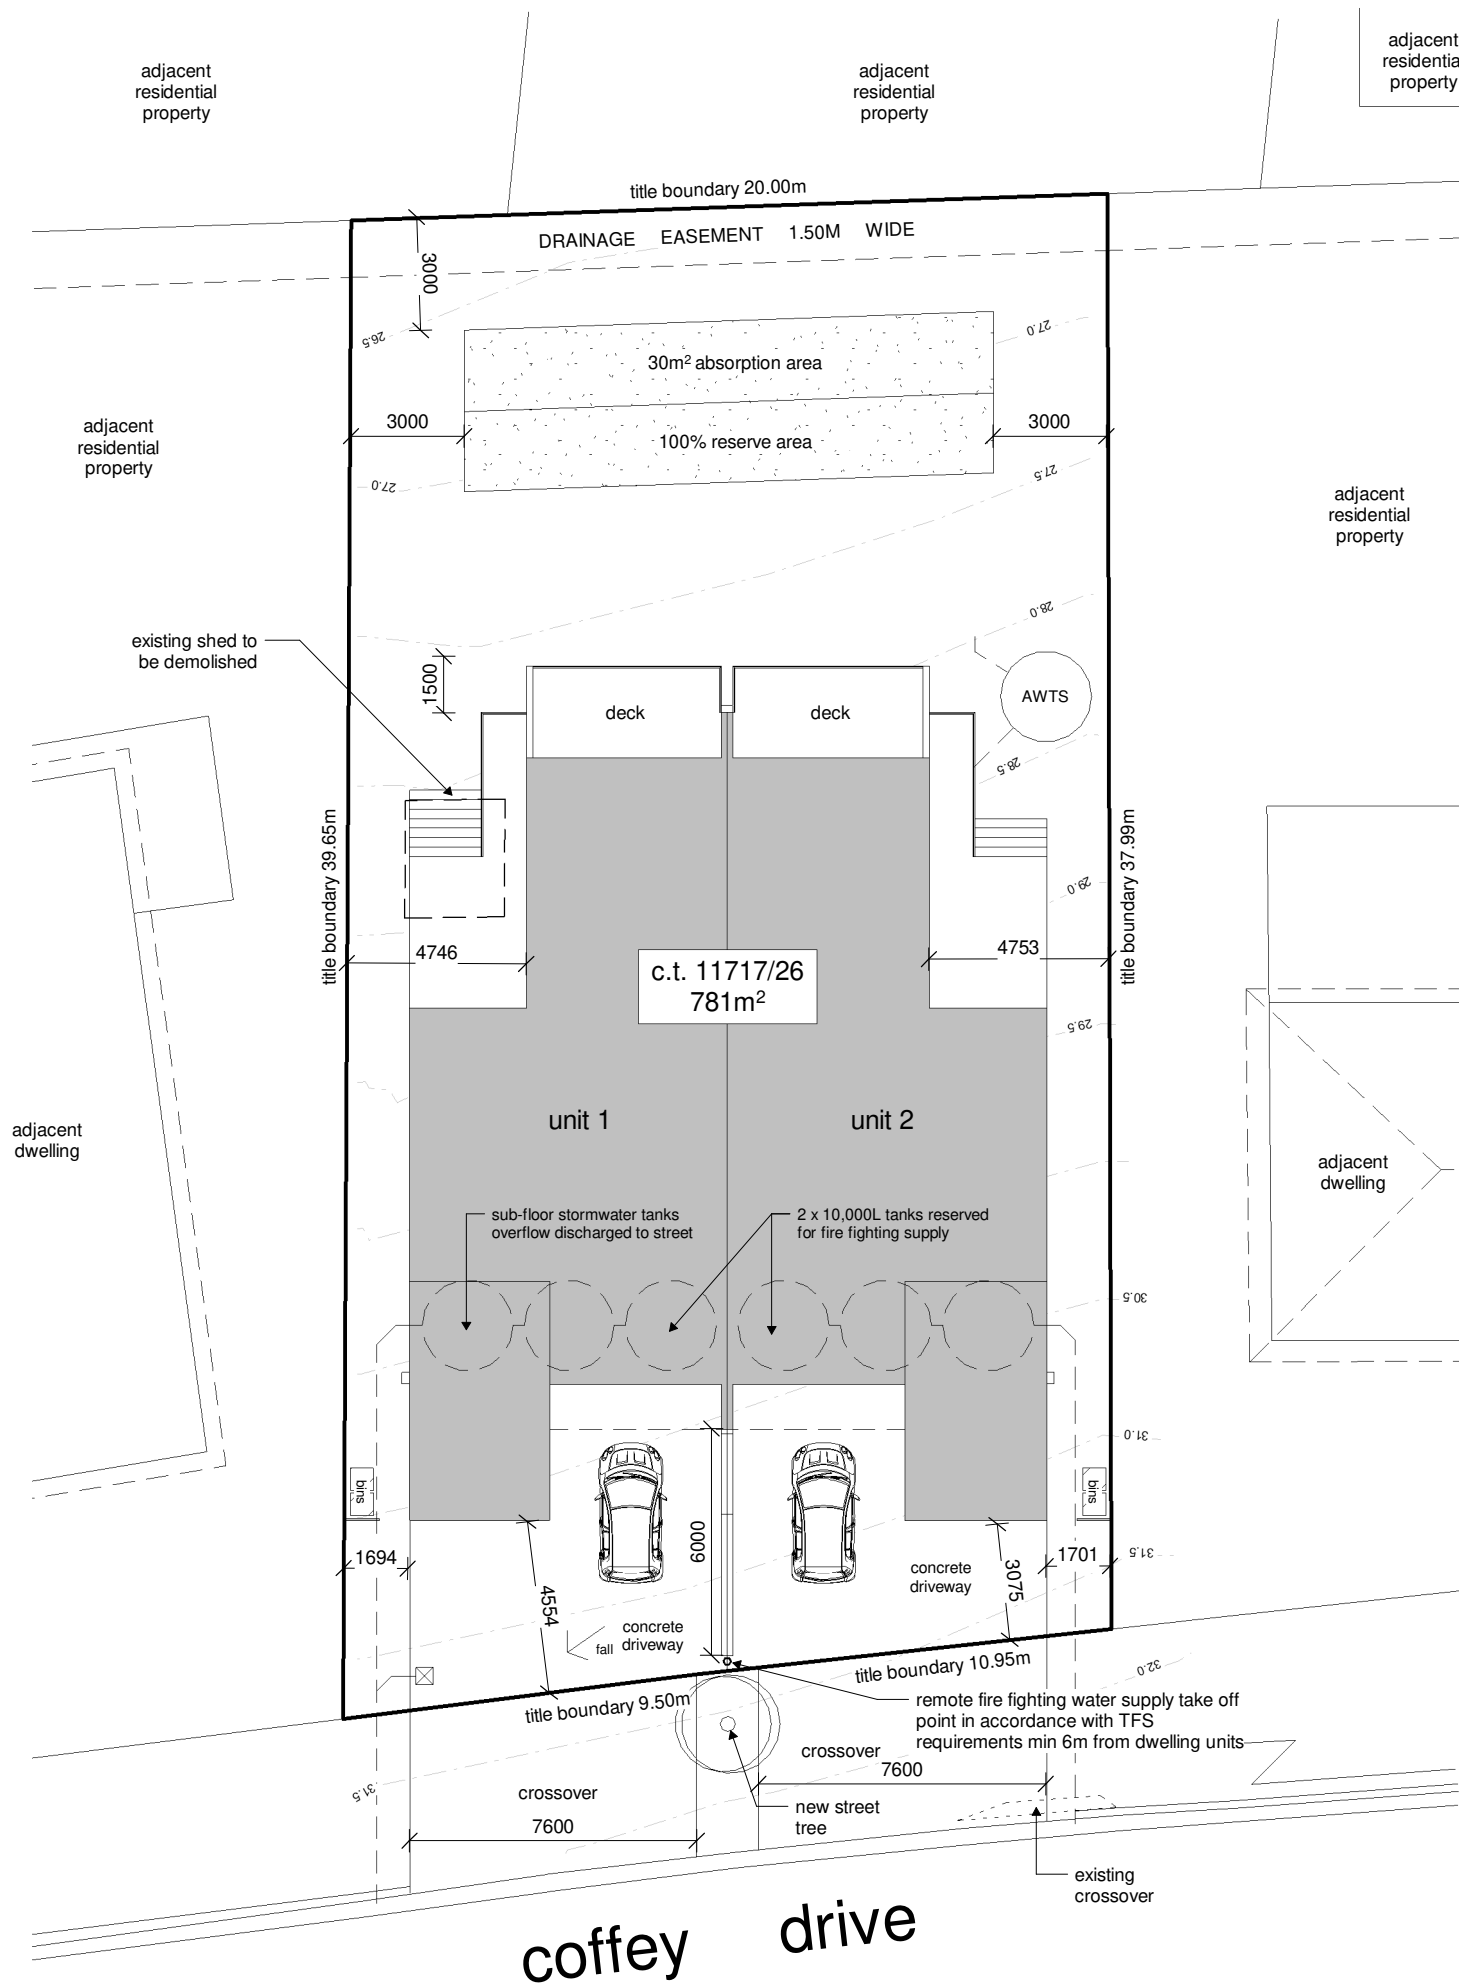 adjacent
residential
property
adjacent
residential
property
adjacent
residentia
property
title boundary 20.00m
DRAINAGE EASEMENT 1.50M WIDE
3000
26.5
27.0
30m² absorption area
100% reserve area
3000
3000
adjacent
residential
property
27.0
27.5
adjacent
residential
property
28.0
existing shed to
be demolished
1500
deck
deck
AWTS
28.5
title boundary 39.65m
title boundary 37.99m
29.0
4746
4753
c.t. 11717/26
781m²
29.5
unit 1
unit 2
adjacent
dwelling
adjacent
dwelling
sub-floor stormwater tanks
overflow discharged to street
2 x 10,000L tanks reserved
for fire fighting supply
30.5
31.0
bins
bins
6000
1694
1701
31.5
4554
3075
concrete
driveway
concrete
driveway
fall
title boundary 10.95m
title boundary 9.50m
32.0
remote fire fighting water supply take off
point in accordance with TFS
requirements min 6m from dwelling units
crossover
7600
31.5
crossover
7600
new street
tree
existing
crossover
coffey drive